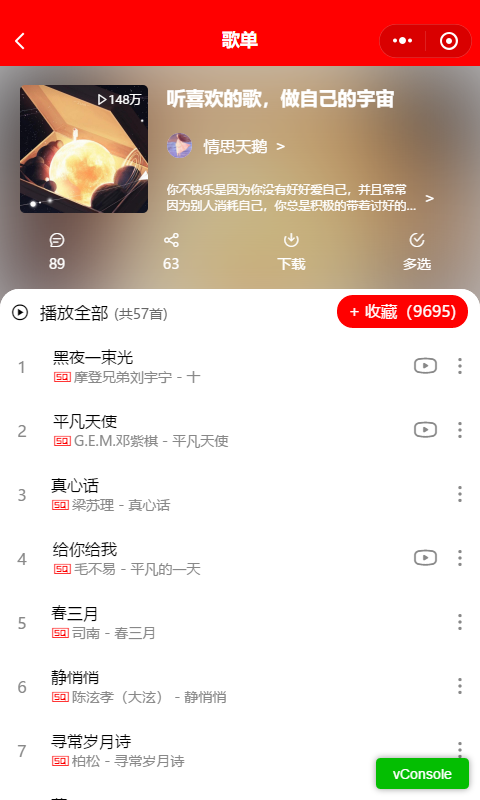 歌单
148万
听喜欢的歌，做自己的宇宙
情思天鹅 >
你不快乐是因为你没有好好爱自己，并且常常
因为别人消耗自己，你总是积极的带着讨好的... >
89 63 下载 多选
播放全部 (共57首) + 收藏（9695)
1 黑夜一束光
SQ 摩登兄弟刘宇宁 - 十
2 平凡天使
SQ G.E.M.邓紫棋 - 平凡天使
3 真心话
SQ 梁苏理 - 真心话
4 给你给我
SQ 毛不易 - 平凡的一天
5 春三月
SQ 司南 - 春三月
6 静悄悄
SQ 陈泫孝（大泫） - 静悄悄
7 寻常岁月诗
SQ 柏松 - 寻常岁月诗
vConsole